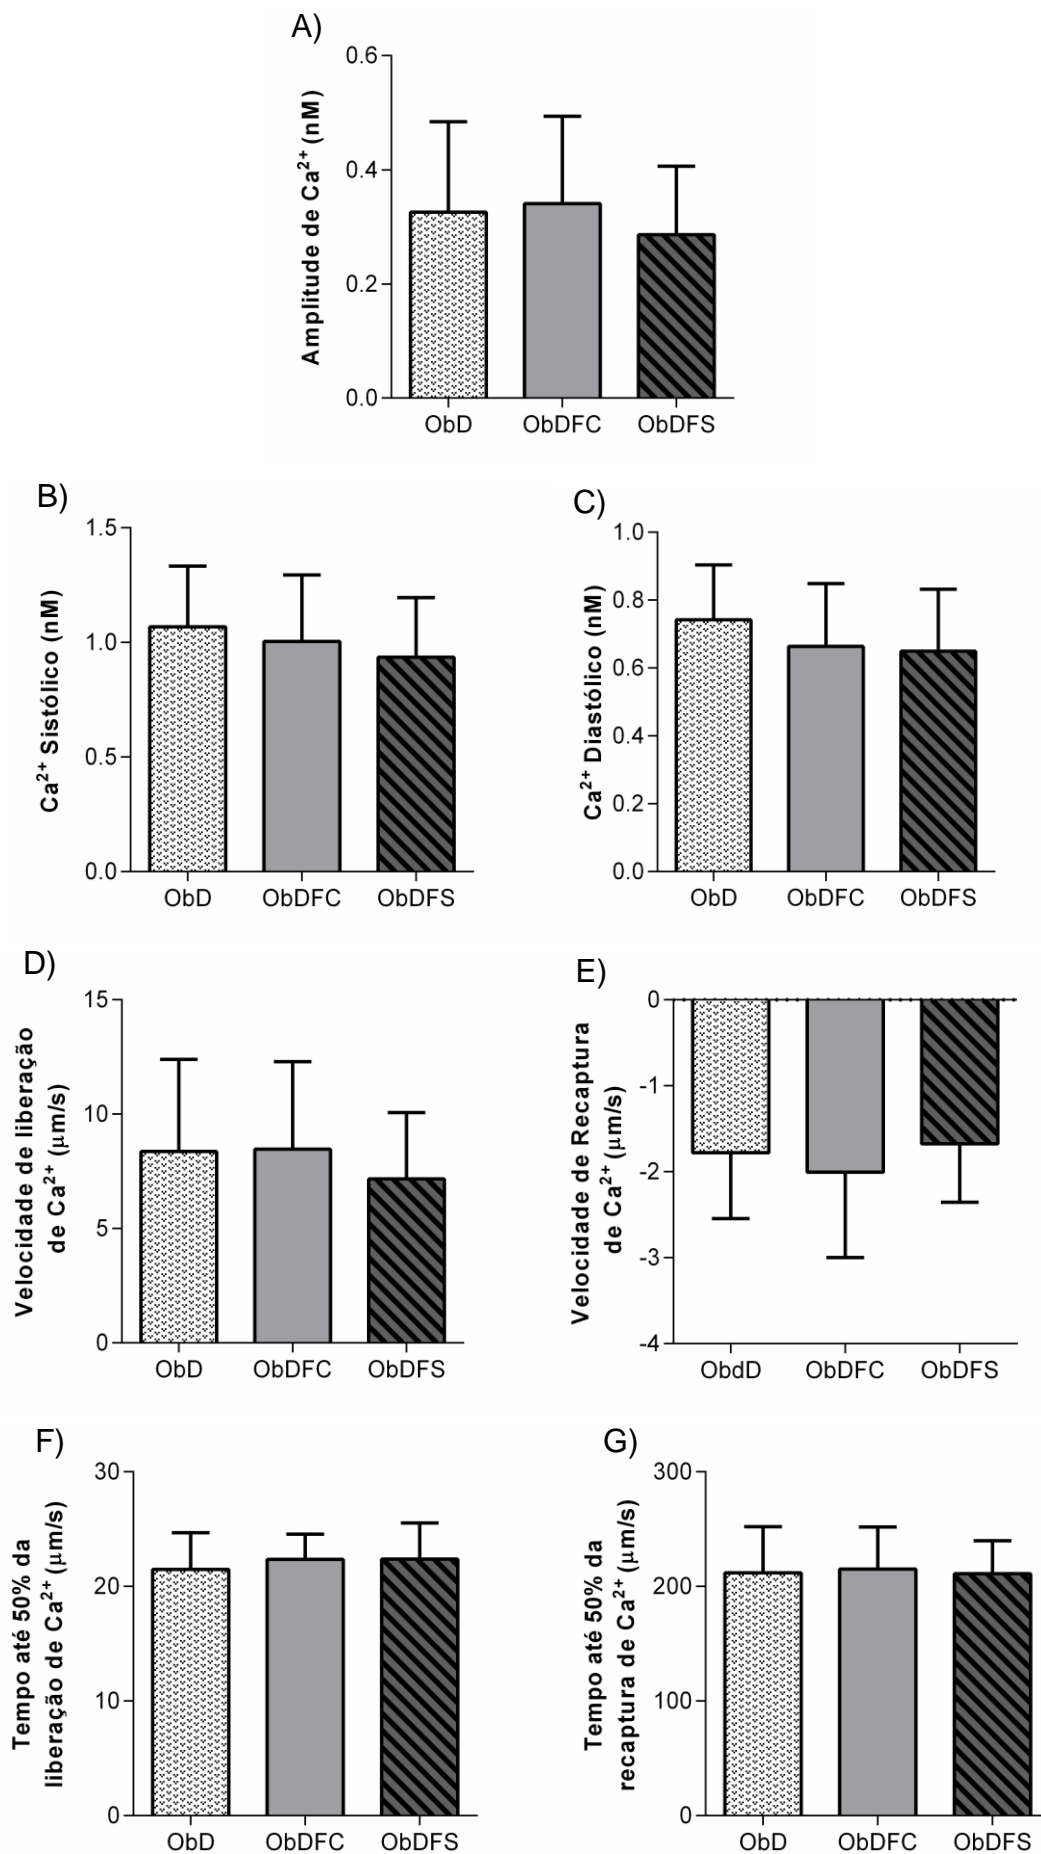 A)
Amplitude de Ca²⁺ (nM)
0.6
0.4
0.2
0.0
ObD ObDFC ObDFS
B)
Ca²⁺ Sistólico (nM)
1.5
1.0
0.5
0.0
ObD ObDFC ObDFS
C)
Ca²⁺ Diastólico (nM)
1.0
0.8
0.6
0.4
0.2
0.0
ObD ObDFC ObDFS
D)
Velocidade de liberação
de Ca²⁺ (μm/s)
15
10
5
0
ObD ObDFC ObDFS
E)
Velocidade de Recaptura
de Ca²⁺ (μm/s)
0
-1
-2
-3
-4
ObdD ObDFC ObDFS
F)
Tempo até 50% da
liberação de Ca²⁺ (μm/s)
30
20
10
0
ObD ObDFC ObDFS
G)
Tempo até 50% da
recaptura de Ca²⁺ (μm/s)
300
200
100
0
ObD ObDFC ObDFS